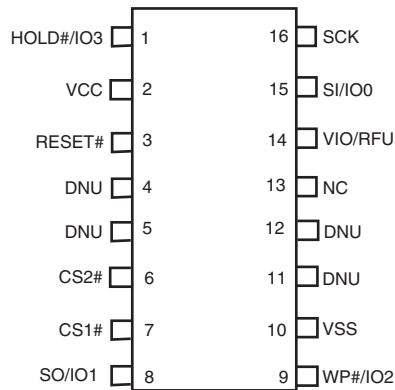 HOLD#/IO3 1 16 SCK
VCC 2 15 SI/IO0
RESET# 3 14 VIO/RFU
DNU 4 13 NC
DNU 5 12 DNU
CS2# 6 11 DNU
CS1# 7 10 VSS
SO/IO1 8 9 WP#/IO2